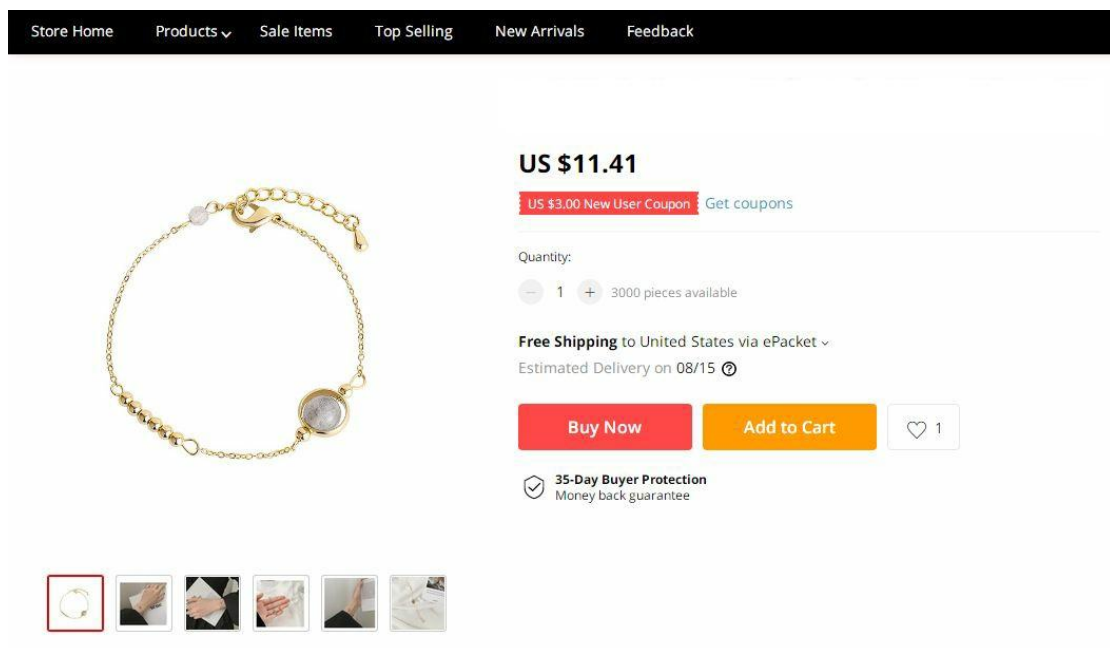 Store Home Products Sale Items Top Selling New Arrivals Feedback
US $11.41
US $3.00 New User Coupon Get coupons
Quantity:
1 + 3000 pieces available
Free Shipping to United States via ePacket
Estimated Delivery on 08/15
Buy Now Add to Cart 1
35-Day Buyer Protection
Money back guarantee